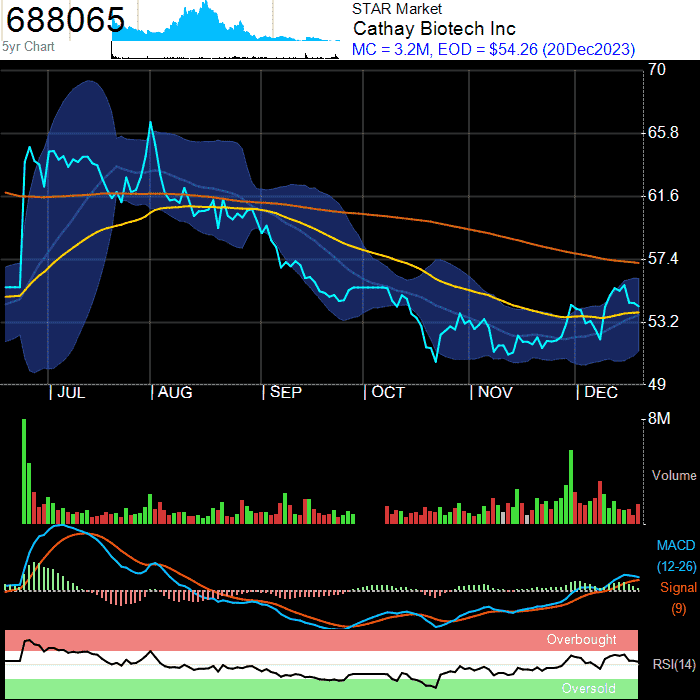 688065
5yr Chart
STAR Market
Cathay Biotech Inc
MC = 3.2M, EOD = $54.26 (20Dec2023)
70
65.8
61.6
57.4
53.2
49
JUL
AUG
SEP
OCT
NOV
DEC
8M
Volume
MACD
(12-26)
Signal
(9)
Overbought
RSI(14)
Oversold